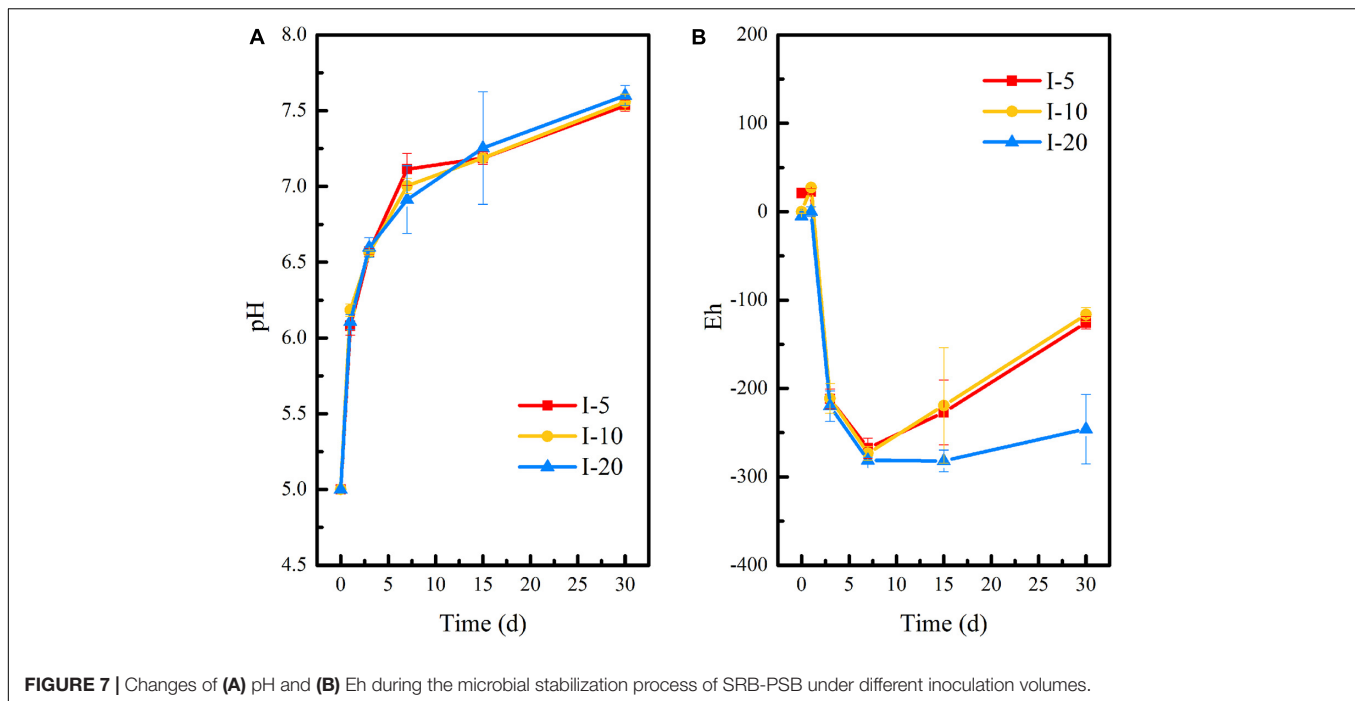 A
8.0
7.5
7.0
6.5
6.0
5.5
5.0
4.5
pH
0 5 10 15 20 25 30
Time (d)
I-5
I-10
I-20
B
200
100
0
-100
-200
-300
-400
Eh
0 5 10 15 20 25 30
Time (d)
I-5
I-10
I-20
FIGURE 7 | Changes of (A) pH and (B) Eh during the microbial stabilization process of SRB-PSB under different inoculation volumes.